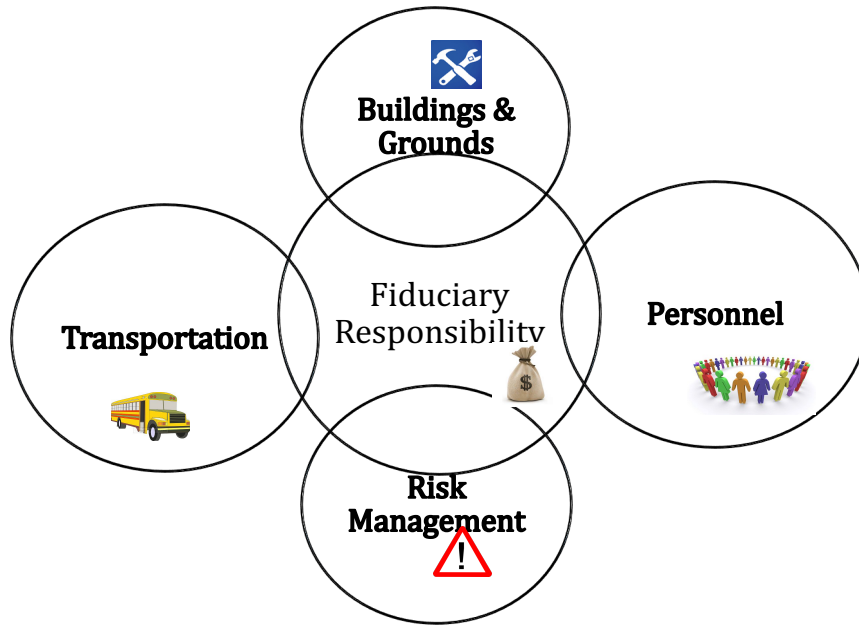 Buildings &
Grounds
Fiduciary
Responsibility
Transportation
Personnel
$
Risk
Management
!